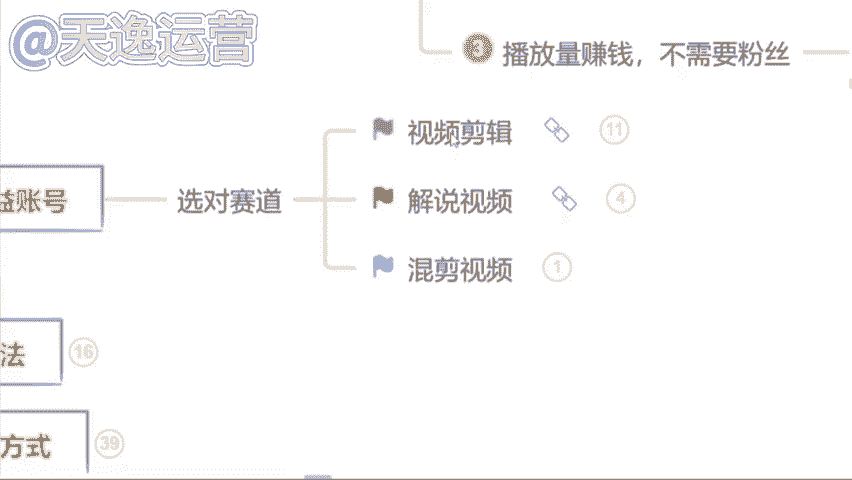 @天逸运营
3 播放量赚钱，不需要粉丝
视频剪辑 11
益账号
选对赛道
解说视频 4
混剪视频 1
法 16
方式 39